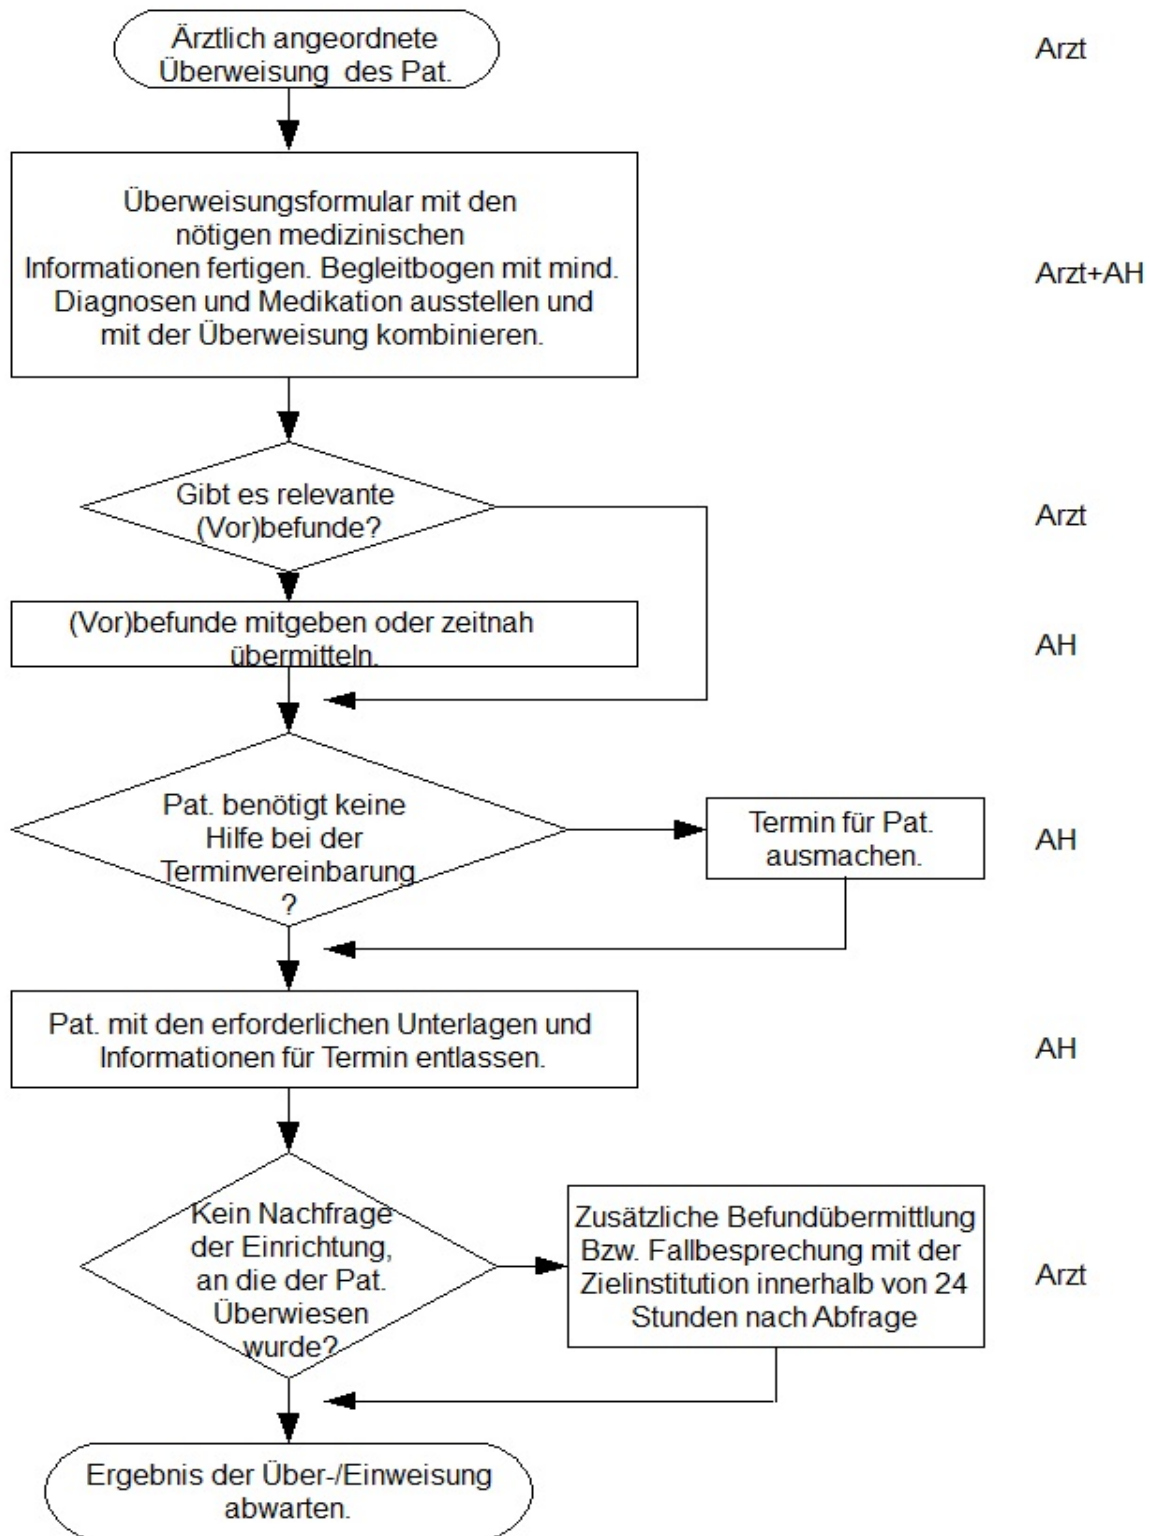 Ärztlich angeordnete
Überweisung des Pat.
Arzt
Überweisungsformular mit den
nötigen medizinischen
Informationen fertigen. Begleitbogen mit mind.
Diagnosen und Medikation ausstellen und
mit der Überweisung kombinieren.
Arzt+AH
Gibt es relevante
(Vor)befunde?
Arzt
(Vor)befunde mitgeben oder zeitnah
übermitteln.
AH
Pat. benötigt keine
Hilfe bei der
Terminvereinbarung
?
Termin für Pat.
ausmachen.
AH
Pat. mit den erforderlichen Unterlagen und
Informationen für Termin entlassen.
AH
Kein Nachfrage
der Einrichtung,
an die der Pat.
Überwiesen
wurde?
Zusätzliche Befundübermittlung
Bzw. Fallbesprechung mit der
Zielinstitution innerhalb von 24
Stunden nach Abfrage
Arzt
Ergebnis der Über-/Einweisung
abwarten.